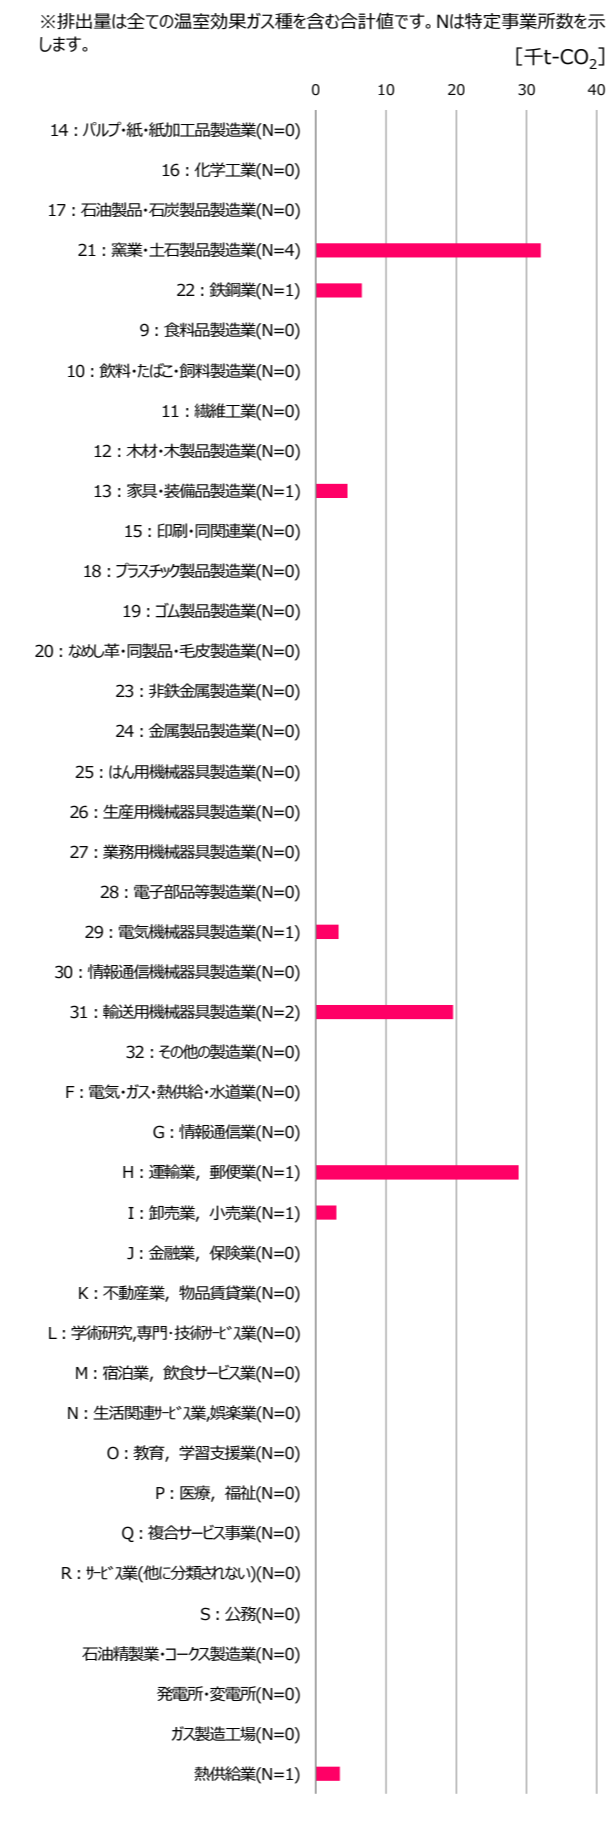 ※排出量は全ての温室効果ガス種を含む合計値です。Nは特定事業所数を示
します。
[千t-CO₂]
0 10 20 30 40
14：パルプ・紙・紙加工品製造業(N=0)
16：化学工業(N=0)
17：石油製品・石炭製品製造業(N=0)
21：窯業・土石製品製造業(N=4)
22：鉄鋼業(N=1)
9：食料品製造業(N=0)
10：飲料・たばこ・飼料製造業(N=0)
11：繊維工業(N=0)
12：木材・木製品製造業(N=0)
13：家具・装備品製造業(N=1)
15：印刷・同関連業(N=0)
18：プラスチック製品製造業(N=0)
19：ゴム製品製造業(N=0)
20：なめし革・同製品・毛皮製造業(N=0)
23：非鉄金属製造業(N=0)
24：金属製品製造業(N=0)
25：はん用機械器具製造業(N=0)
26：生産用機械器具製造業(N=0)
27：業務用機械器具製造業(N=0)
28：電子部品等製造業(N=0)
29：電気機械器具製造業(N=1)
30：情報通信機械器具製造業(N=0)
31：輸送用機械器具製造業(N=2)
32：その他の製造業(N=0)
F：電気・ガス・熱供給・水道業(N=0)
G：情報通信業(N=0)
H：運輸業，郵便業(N=1)
I：卸売業，小売業(N=1)
J：金融業，保険業(N=0)
K：不動産業，物品賃貸業(N=0)
L：学術研究,専門・技術ｻｰﾋﾞｽ業(N=0)
M：宿泊業，飲食サービス業(N=0)
N：生活関連ｻｰﾋﾞｽ業,娯楽業(N=0)
O：教育，学習支援業(N=0)
P：医療，福祉(N=0)
Q：複合サービス事業(N=0)
R：ｻｰﾋﾞｽ業(他に分類されない)(N=0)
S：公務(N=0)
石油精製業・コークス製造業(N=0)
発電所・変電所(N=0)
ガス製造工場(N=0)
熱供給業(N=1)